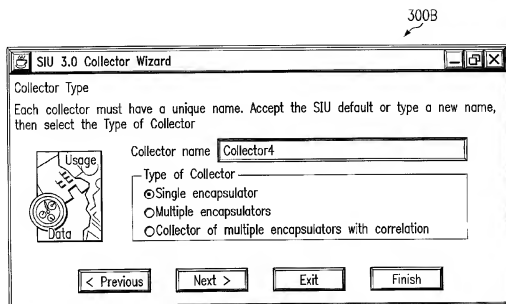 300B
SIU 3.0 Collector Wizard
Collector Type
Each collector must have a unique name. Accept the SIU default or type a new name,
then select the Type of Collector
Usage
Data
Collector name Collector4
Type of Collector
Single encapsulator
Multiple encapsulators
Collector of multiple encapsulators with correlation
< Previous Next > Exit Finish